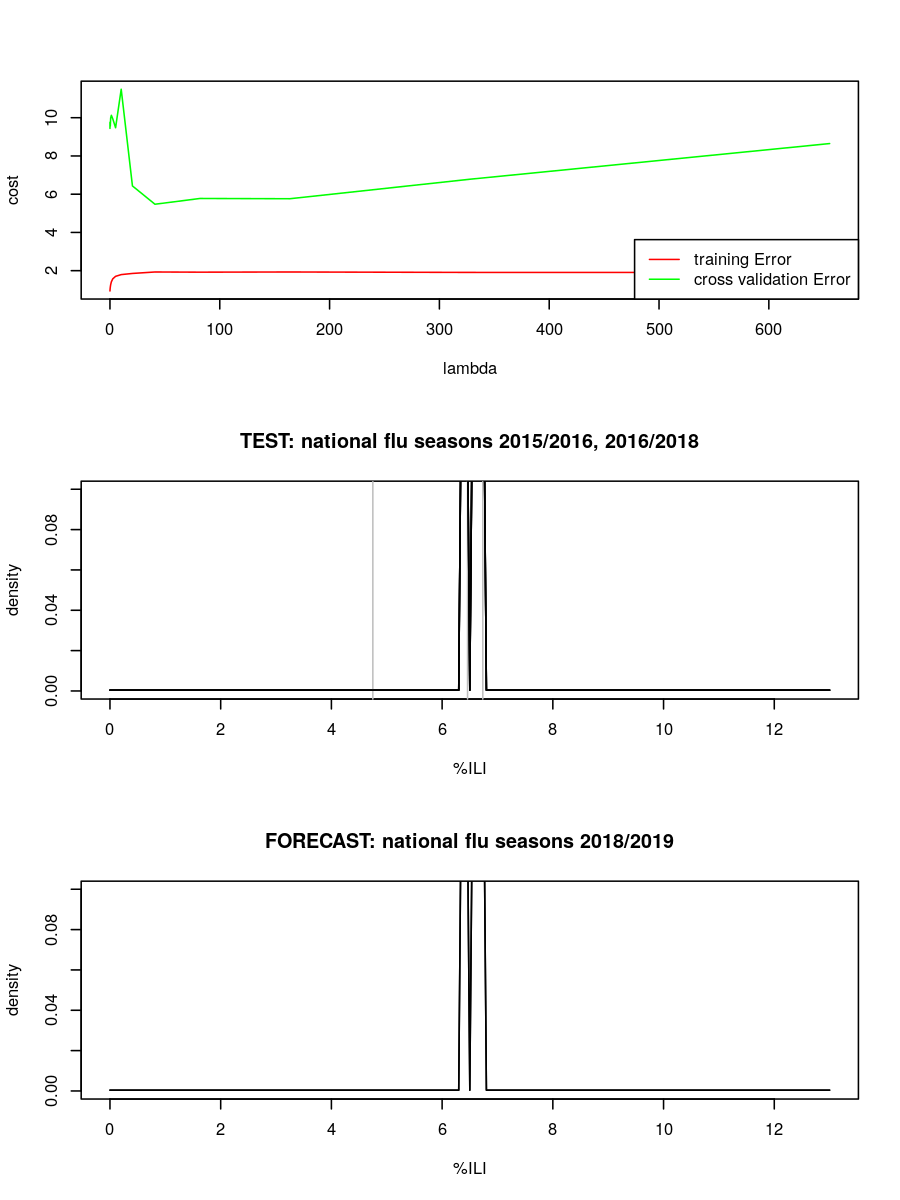 cost
10
8
6
4
2
training Error
cross validation Error
0 100 200 300 400 500 600
lambda
TEST: national flu seasons 2015/2016, 2016/2018
density
0.08
0.04
0.00
0 2 4 6 8 10 12
%ILI
FORECAST: national flu seasons 2018/2019
density
0.08
0.04
0.00
0 2 4 6 8 10 12
%ILI